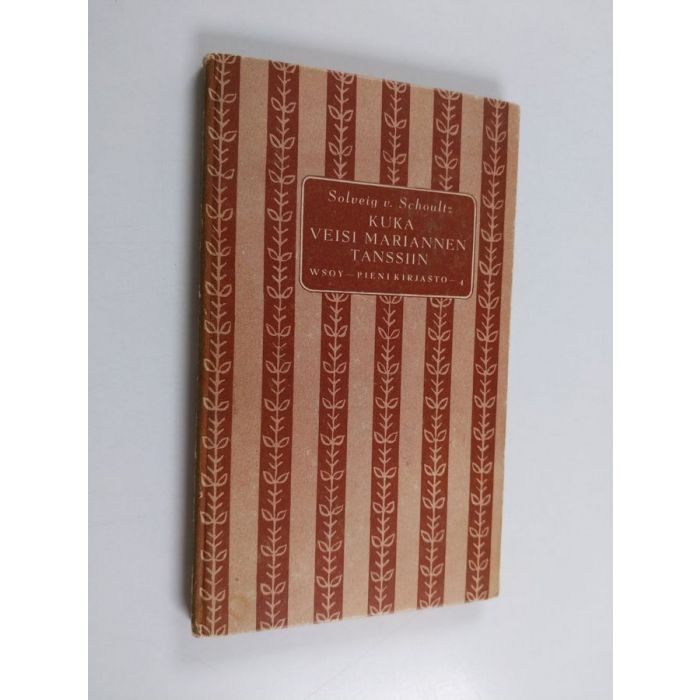 Solveig v. Schoultz
KUKA
VEISI MARIANNEN
TANSSIIN
WSOY — PIENI KIRJASTO — 4